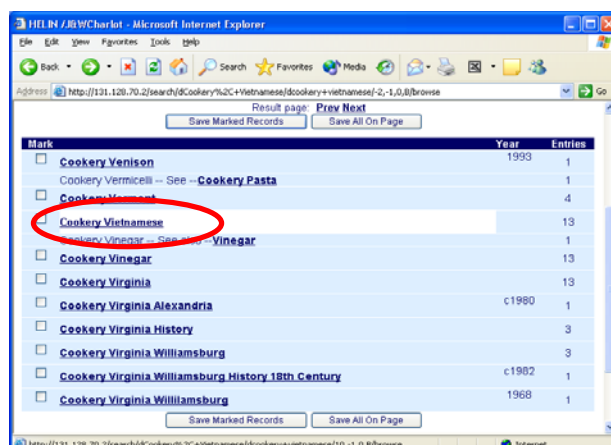 HELIN /J&WCharlot - Microsoft Internet Explorer
File Edit View Favorites Tools Help
Back Search Favorites Media
Address http://131.128.70.2/search/dCookery%2C+Vietnamese/dcookery+vietnamese/-2,-1,0,B/browse Go
Result page: Prev Next
Save Marked Records Save All On Page
Mark Year Entries
Cookery Venison 1993 1
Cookery Vermicelli -- See --Cookery Pasta 1
Cookery Vermont 4
Cookery Vietnamese 13
Cookery Vinegar -- See also --Vinegar 1
Cookery Vinegar 13
Cookery Virginia 13
Cookery Virginia Alexandria c1980 1
Cookery Virginia History 3
Cookery Virginia Williamsburg 3
Cookery Virginia Williamsburg History 18th Century c1982 1
Cookery Virginia Willilamsburg 1968 1
Save Marked Records Save All On Page
Internet